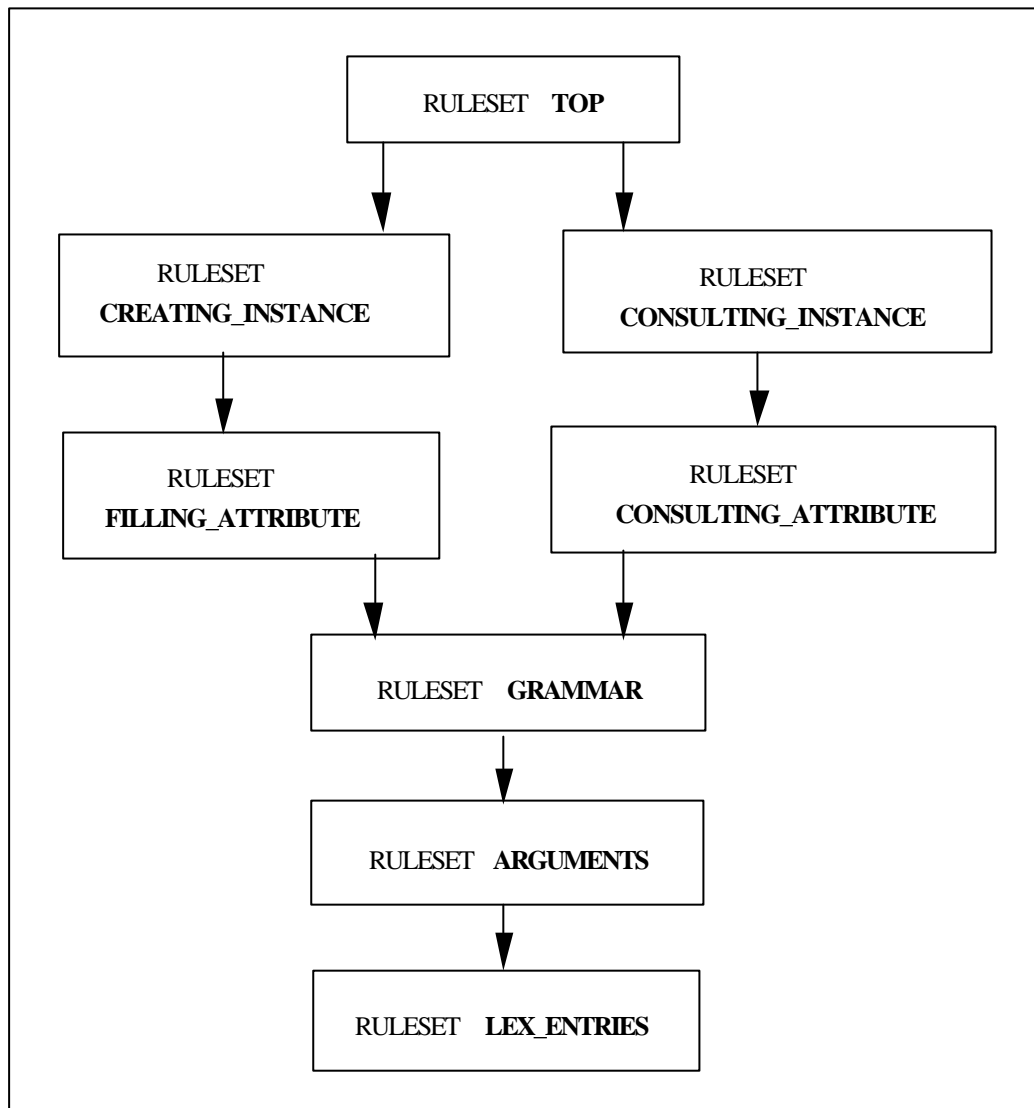 RULESET TOP
RULESET
CREATING_INSTANCE
RULESET
CONSULTING_INSTANCE
RULESET
FILLING_ATTRIBUTE
RULESET
CONSULTING_ATTRIBUTE
RULESET GRAMMAR
RULESET ARGUMENTS
RULESET LEX_ENTRIES